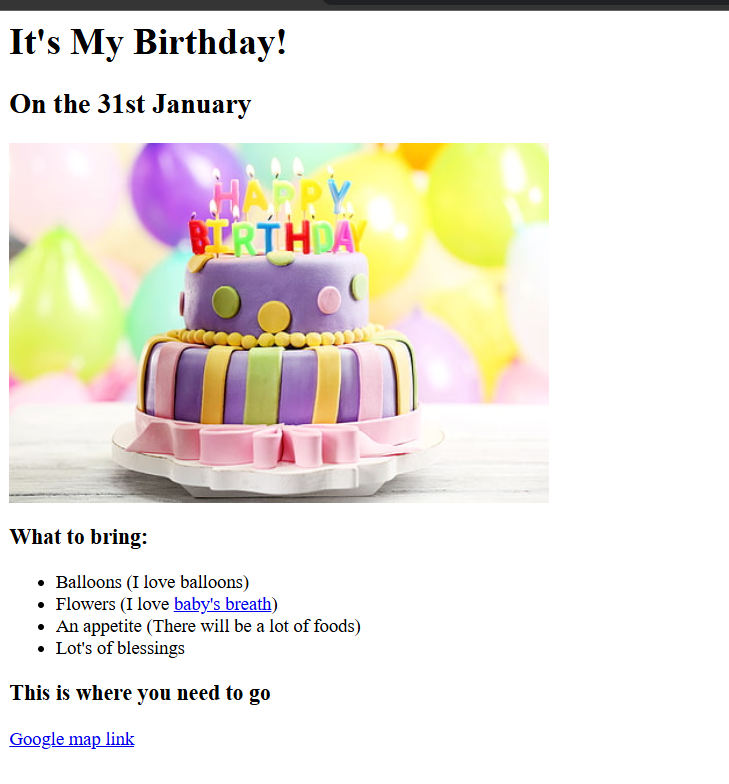 It's My Birthday!
On the 31st January
HAPPY
BIRTHDAY
What to bring:
Balloons (I love balloons)
Flowers (I love baby's breath)
An appetite (There will be a lot of foods)
Lot's of blessings
This is where you need to go
Google map link